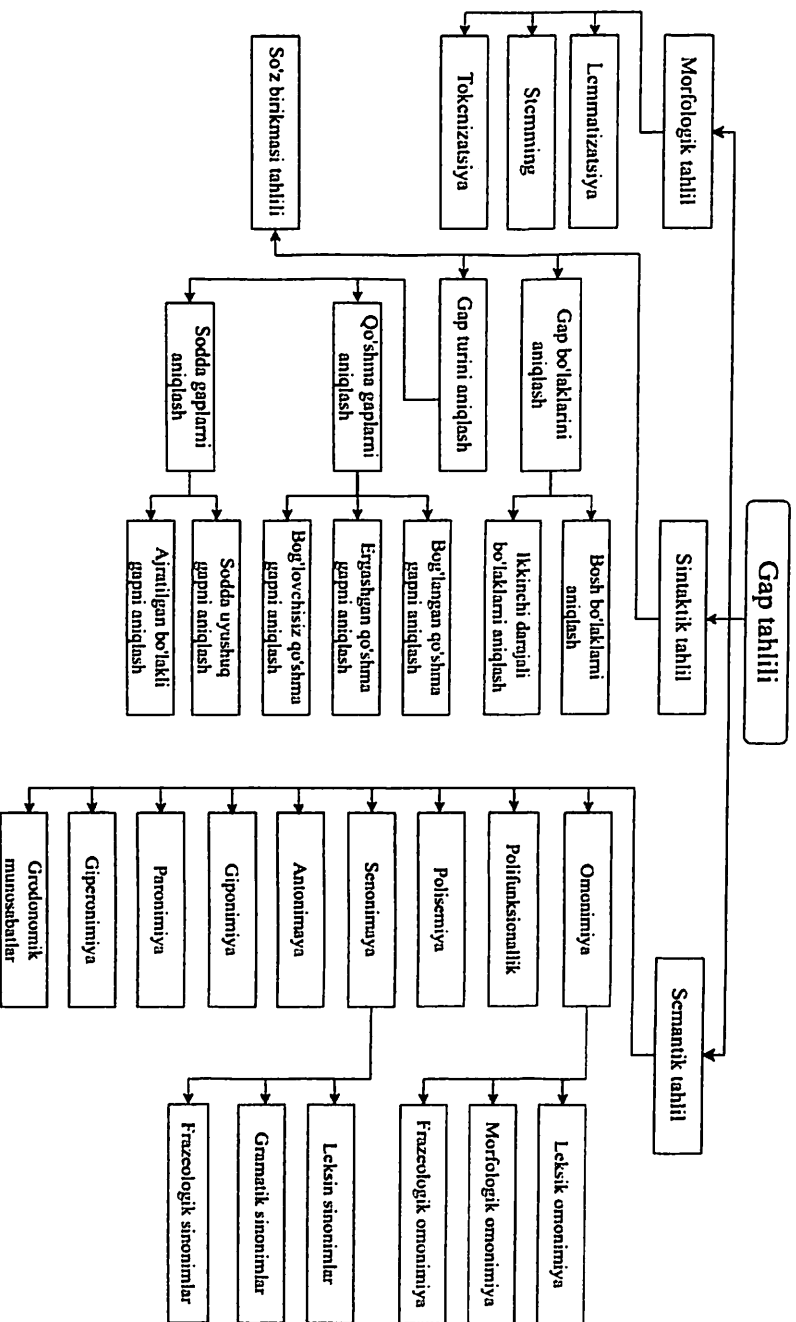 Gap tahlili
Morfologik tahlil
Lemmatizatsiya
Stemming
Tokenizatsiya
Sintaktik tahlil
Gap bo'laklarini
aniqlash
Bosh bo'laklarni
aniqlash
Ikkinchi darajali
bo'laklarni aniqlash
Gap turini aniqlash
Qo'shma gaplarni
aniqlash
Bog'langan qo'shma
gapni aniqlash
Ergashgan qo'shma
gapni aniqlash
Bog'lovchisiz qo'shma
gapni aniqlash
Sodda gaplarni
aniqlash
Sodda uyushuq
gapni aniqlash
Ajratilgan bo'lakli
gapni aniqlash
So'z birikmasi tahlili
Semantik tahlil
Omonimiya
Leksik omonimiya
Morfologik omonimiya
Frazeologik omonimiya
Polifunksionallik
Polisemiya
Senonimaya
Leksin sinonimlar
Gramatik sinonimlar
Frazeologik sinonimlar
Antonimaya
Giponimiya
Paronimiya
Giperonimiya
Grodonomik
munosabatlar